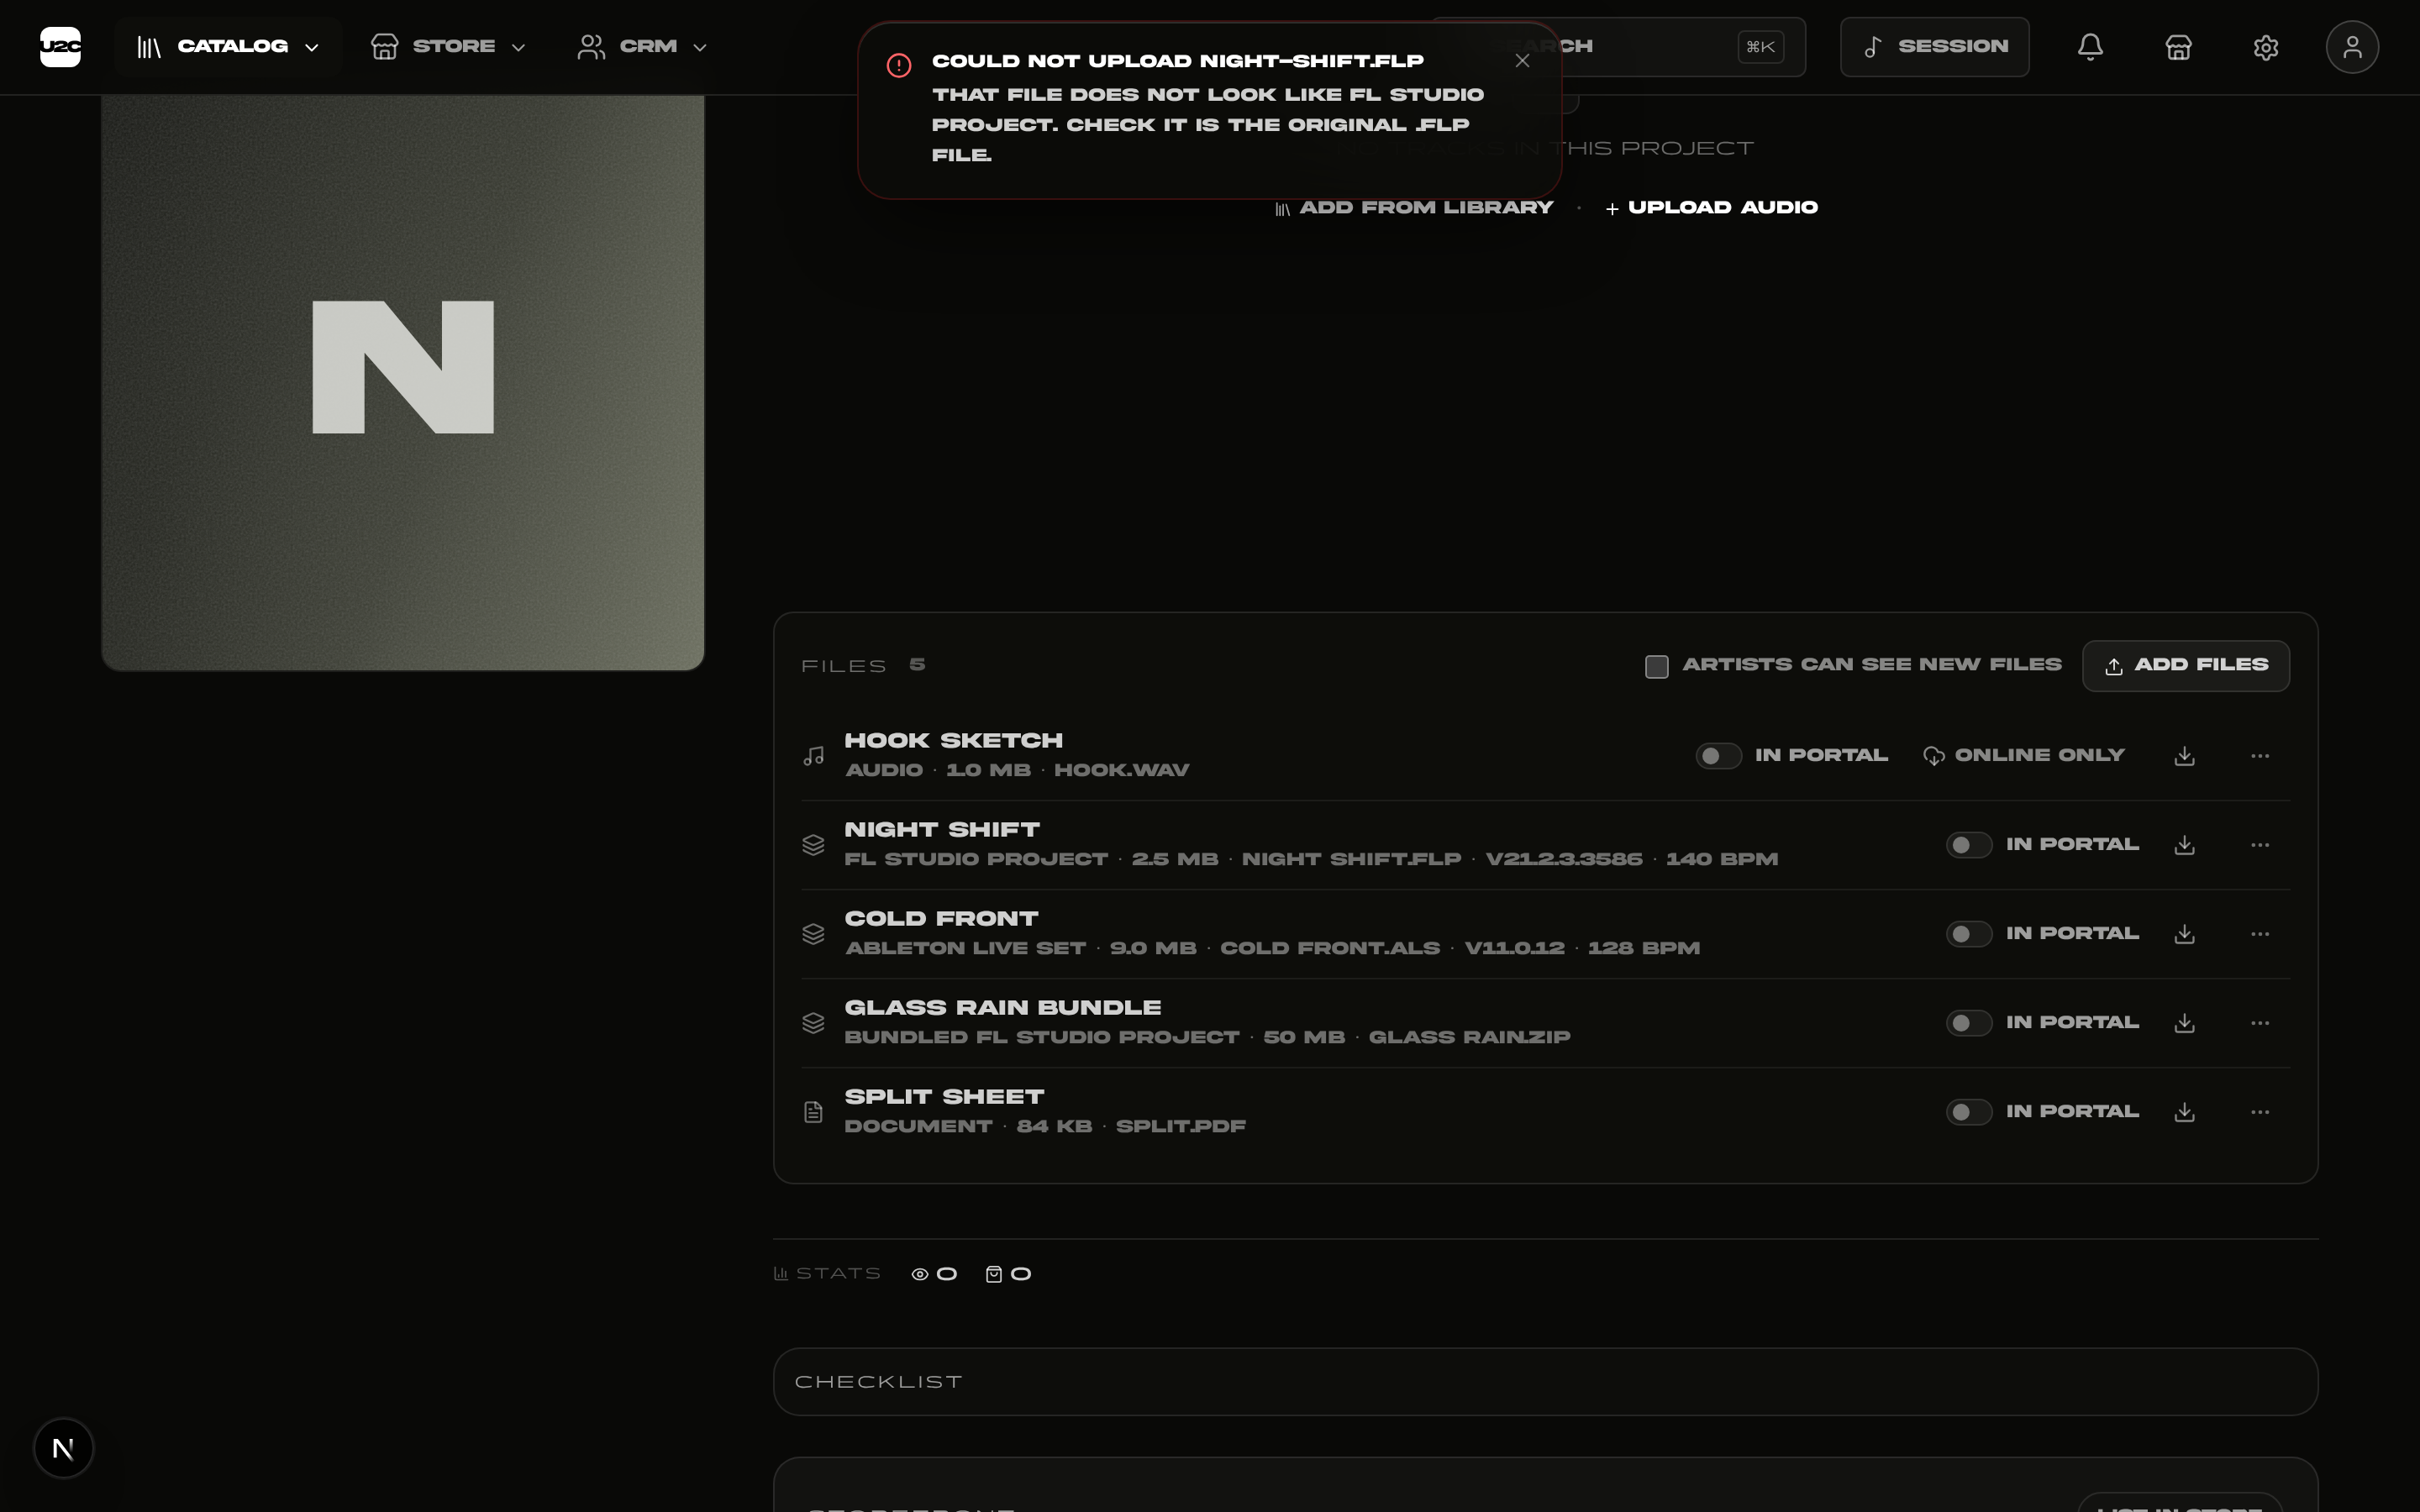 U2C CATALOG STORE CRM
⌘K SESSION
COULD NOT UPLOAD NIGHT-SHIFT.FLP
THAT FILE DOES NOT LOOK LIKE FL STUDIO
PROJECT. CHECK IT IS THE ORIGINAL .FLP
FILE.
IN THIS PROJECT
ADD FROM LIBRARY · + UPLOAD AUDIO
N
FILES 5 ARTISTS CAN SEE NEW FILES ADD FILES
HOOK SKETCH
AUDIO · 1.0 MB · HOOK.WAV
IN PORTAL ONLINE ONLY
NIGHT SHIFT
FL STUDIO PROJECT · 2.5 MB · NIGHT SHIFT.FLP · V21.2.3.3586 · 140 BPM
IN PORTAL
COLD FRONT
ABLETON LIVE SET · 9.0 MB · COLD FRONT.ALS · V11.0.12 · 128 BPM
IN PORTAL
GLASS RAIN BUNDLE
BUNDLED FL STUDIO PROJECT · 50 MB · GLASS RAIN.ZIP
IN PORTAL
SPLIT SHEET
DOCUMENT · 84 KB · SPLIT.PDF
IN PORTAL
STATS 0 0
CHECKLIST
N